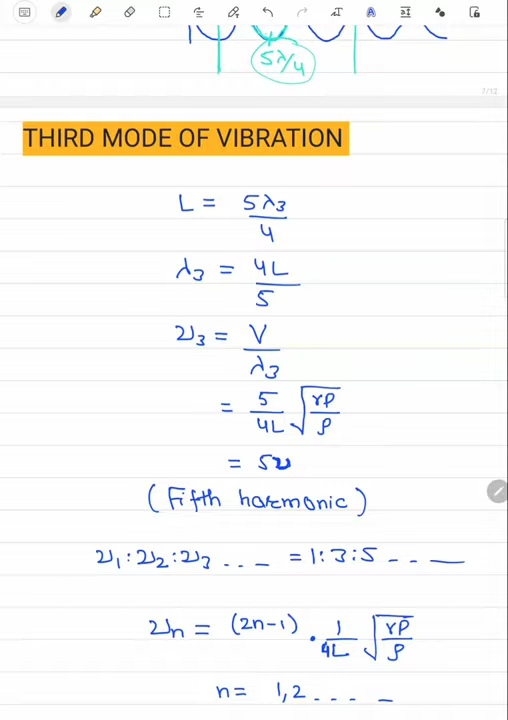 5λ/4
7/12
THIRD MODE OF VIBRATION
L = 5λ3/4
λ3 = 4L/5
ν3 = V/λ3
= 5/4L √(γP/ρ)
= 5ν
(Fifth harmonic)
ν1 : ν2 : ν3 .... = 1 : 3 : 5 ....
νn = (2n-1) . 1/4L √(γP/ρ)
n = 1, 2 ....